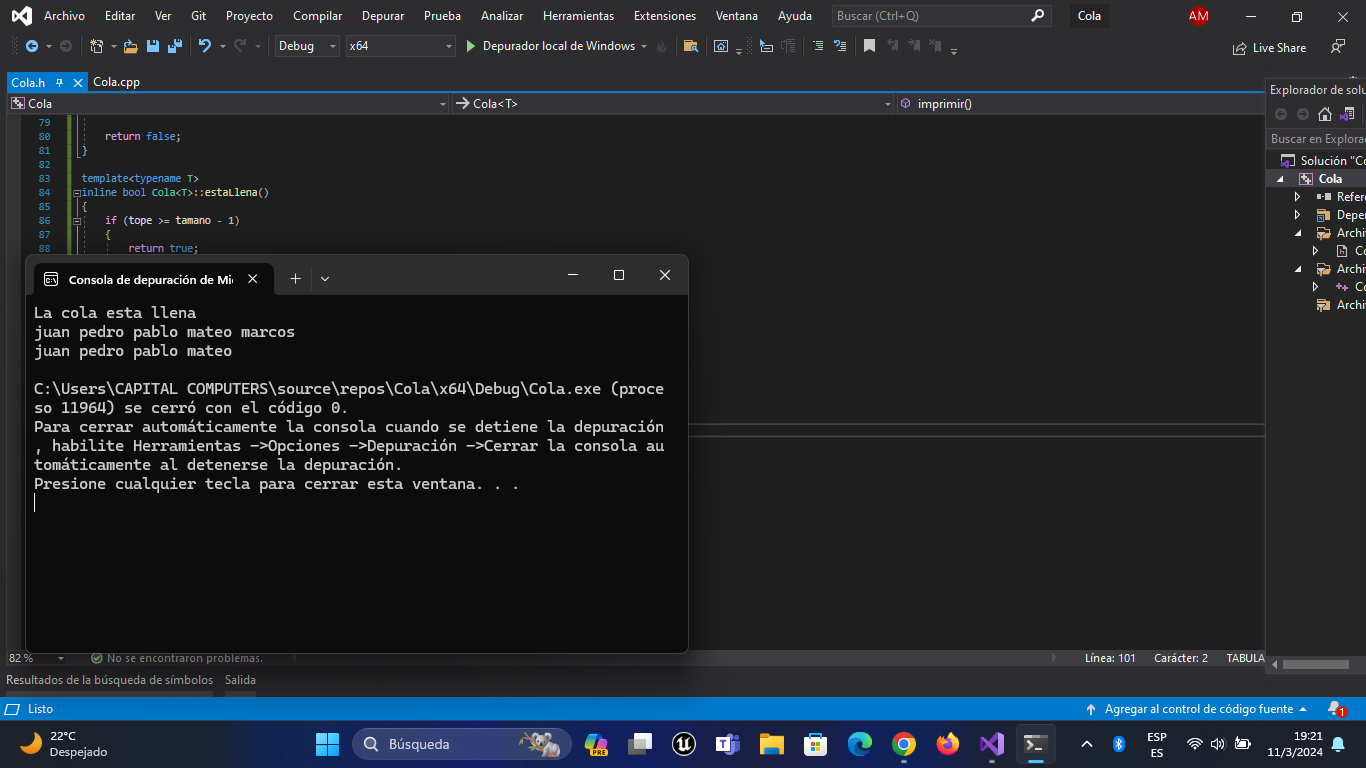 Archivo Editar Ver Git Proyecto Compilar Depurar Prueba Analizar Herramientas Extensiones Ventana Ayuda Buscar (Ctrl+Q) Cola AM
Debug x64 Depurador local de Windows Live Share
Cola.h Cola.cpp
Cola Cola<T> imprimir()
79
80 return false;
81 }
82
83 template<typename T>
84 inline bool Cola<T>::estaLlena()
85 {
86 if (tope >= tamano - 1)
87 {
88 return true;
Explorador de solu
Buscar en Explora
Solución "Co
Cola
Refer
Deper
Archi
Co
Archi
Co
Archi
Consola de depuración de Mi
La cola esta llena
juan pedro pablo mateo marcos
juan pedro pablo mateo
C:\Users\CAPITAL COMPUTERS\source\repos\Cola\x64\Debug\Cola.exe (proce
so 11964) se cerró con el código 0.
Para cerrar automáticamente la consola cuando se detiene la depuración
, habilite Herramientas ->Opciones ->Depuración ->Cerrar la consola au
tomáticamente al detenerse la depuración.
Presione cualquier tecla para cerrar esta ventana. . .
82 % No se encontraron problemas. Línea: 101 Carácter: 2 TABULA
Resultados de la búsqueda de símbolos Salida
Listo Agregar al control de código fuente 1
22°C
Despejado
Búsqueda
PRE
ESP
ES
19:21
11/3/2024